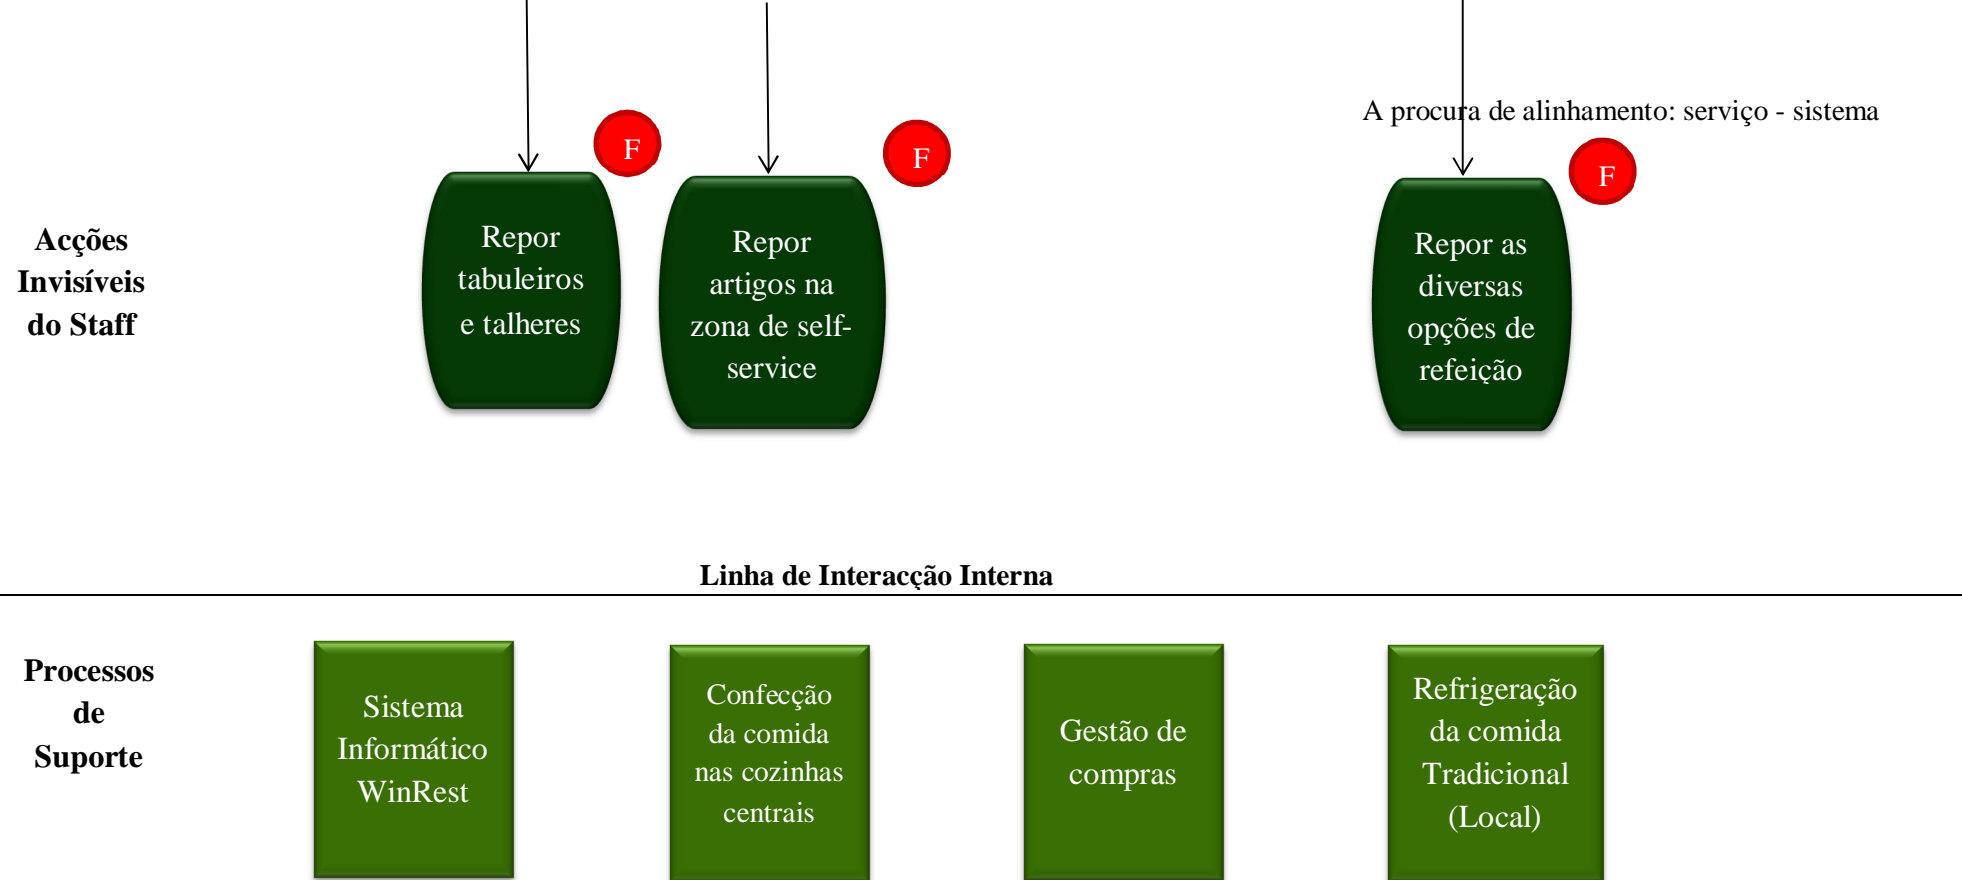 A procura de alinhamento: serviço - sistema
F
F
F
Acções
Invisíveis
do Staff
Repor
tabuleiros
e talheres
Repor
artigos na
zona de self-
service
Repor as
diversas
opções de
refeição
Linha de Interacção Interna
Processos
de
Suporte
Sistema
Informático
WinRest
Confecção
da comida
nas cozinhas
centrais
Gestão de
compras
Refrigeração
da comida
Tradicional
(Local)